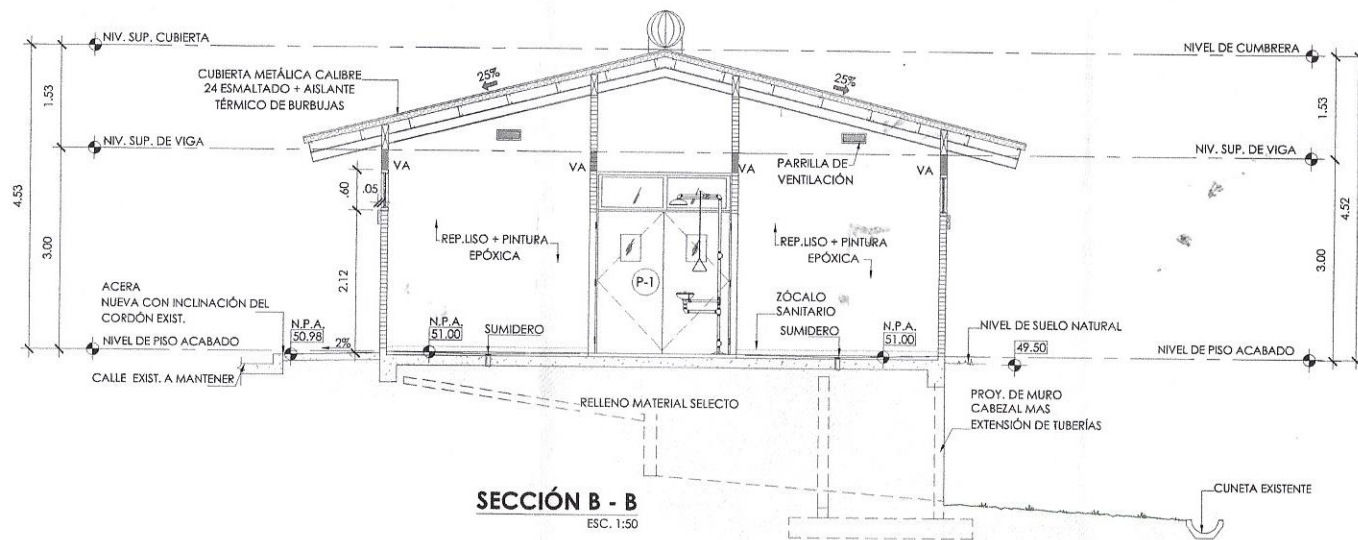 NIV. SUP. CUBIERTA
NIVEL DE CUMBRERA
CUBIERTA METÁLICA CALIBRE
24 ESMALTADO + AISLANTE
TÉRMICO DE BURBUJAS
25%
25%
1.53
1.53
NIV. SUP. DE VIGA
NIV. SUP. DE VIGA
VA
VA
VA
VA
PARRILLA DE
VENTILACIÓN
.60
.05
4.53
3.00
2.12
4.52
3.00
REP.LISO + PINTURA
EPÓXICA
REP.LISO + PINTURA
EPÓXICA
P-1
ACERA
NUEVA CON INCLINACIÓN DEL
CORDÓN EXIST.
ZÓCALO
SANITARIO
SUMIDERO
SUMIDERO
N.P.A.
50.98
2%
N.P.A.
51.00
N.P.A.
51.00
NIVEL DE SUELO NATURAL
49.50
NIVEL DE PISO ACABADO
NIVEL DE PISO ACABADO
CALLE EXIST. A MANTENER
RELLENO MATERIAL SELECTO
PROY. DE MURO
CABEZAL MAS
EXTENSIÓN DE TUBERÍAS
CUNETA EXISTENTE
SECCIÓN B - B
ESC. 1:50